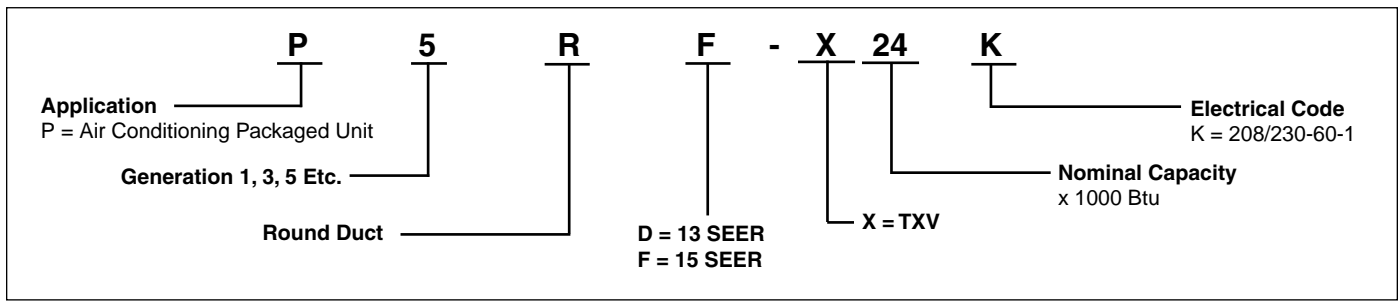 P 5 R F - X 24 K
Application
P = Air Conditioning Packaged Unit
Generation 1, 3, 5 Etc.
Round Duct
D = 13 SEER
F = 15 SEER
X = TXV
Nominal Capacity
x 1000 Btu
Electrical Code
K = 208/230-60-1